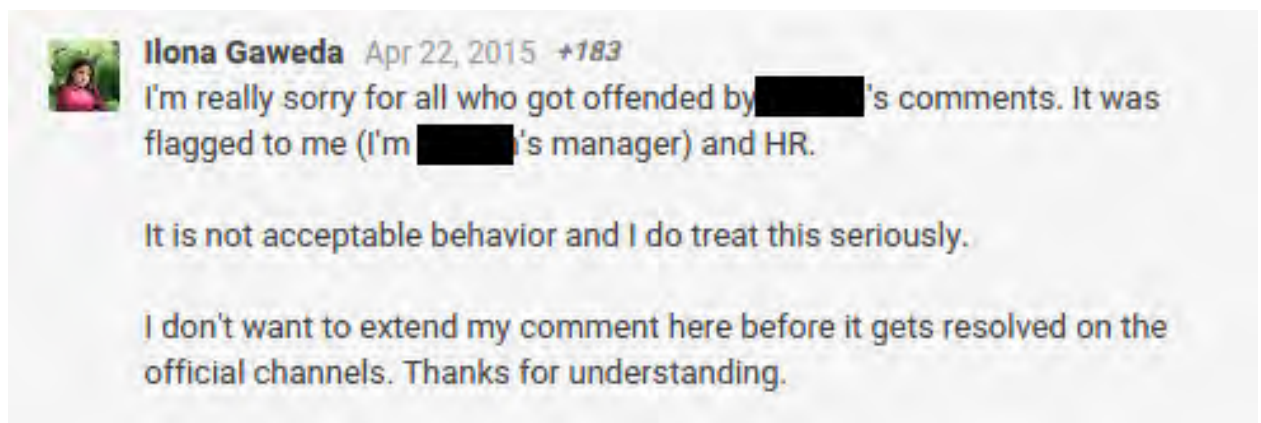 Ilona Gaweda Apr 22, 2015 +183
I'm really sorry for all who got offended by 's comments. It was
flagged to me (I'm 's manager) and HR.
It is not acceptable behavior and I do treat this seriously.
I don't want to extend my comment here before it gets resolved on the
official channels. Thanks for understanding.